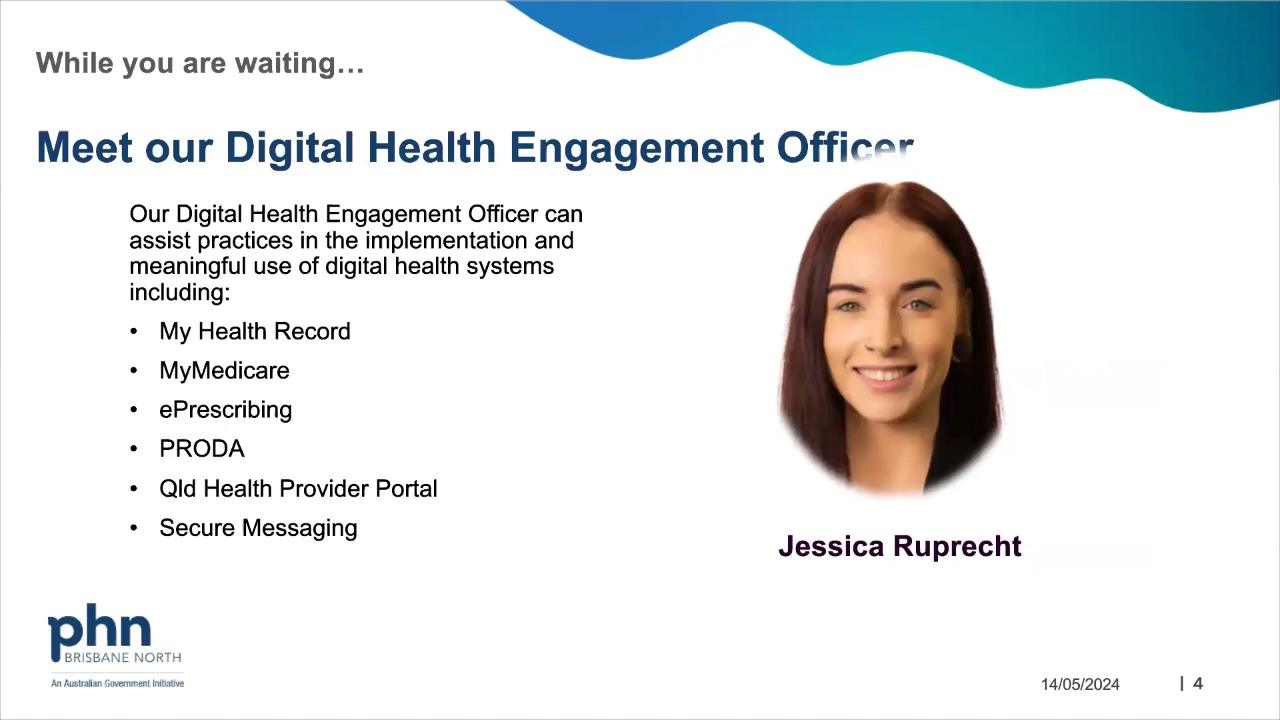 While you are waiting…
Meet our Digital Health Engagement Officer
Our Digital Health Engagement Officer can
assist practices in the implementation and
meaningful use of digital health systems
including:
• My Health Record
• MyMedicare
• ePrescribing
• PRODA
• Qld Health Provider Portal
• Secure Messaging
Jessica Ruprecht
phn
BRISBANE NORTH
An Australian Government Initiative
14/05/2024 | 4